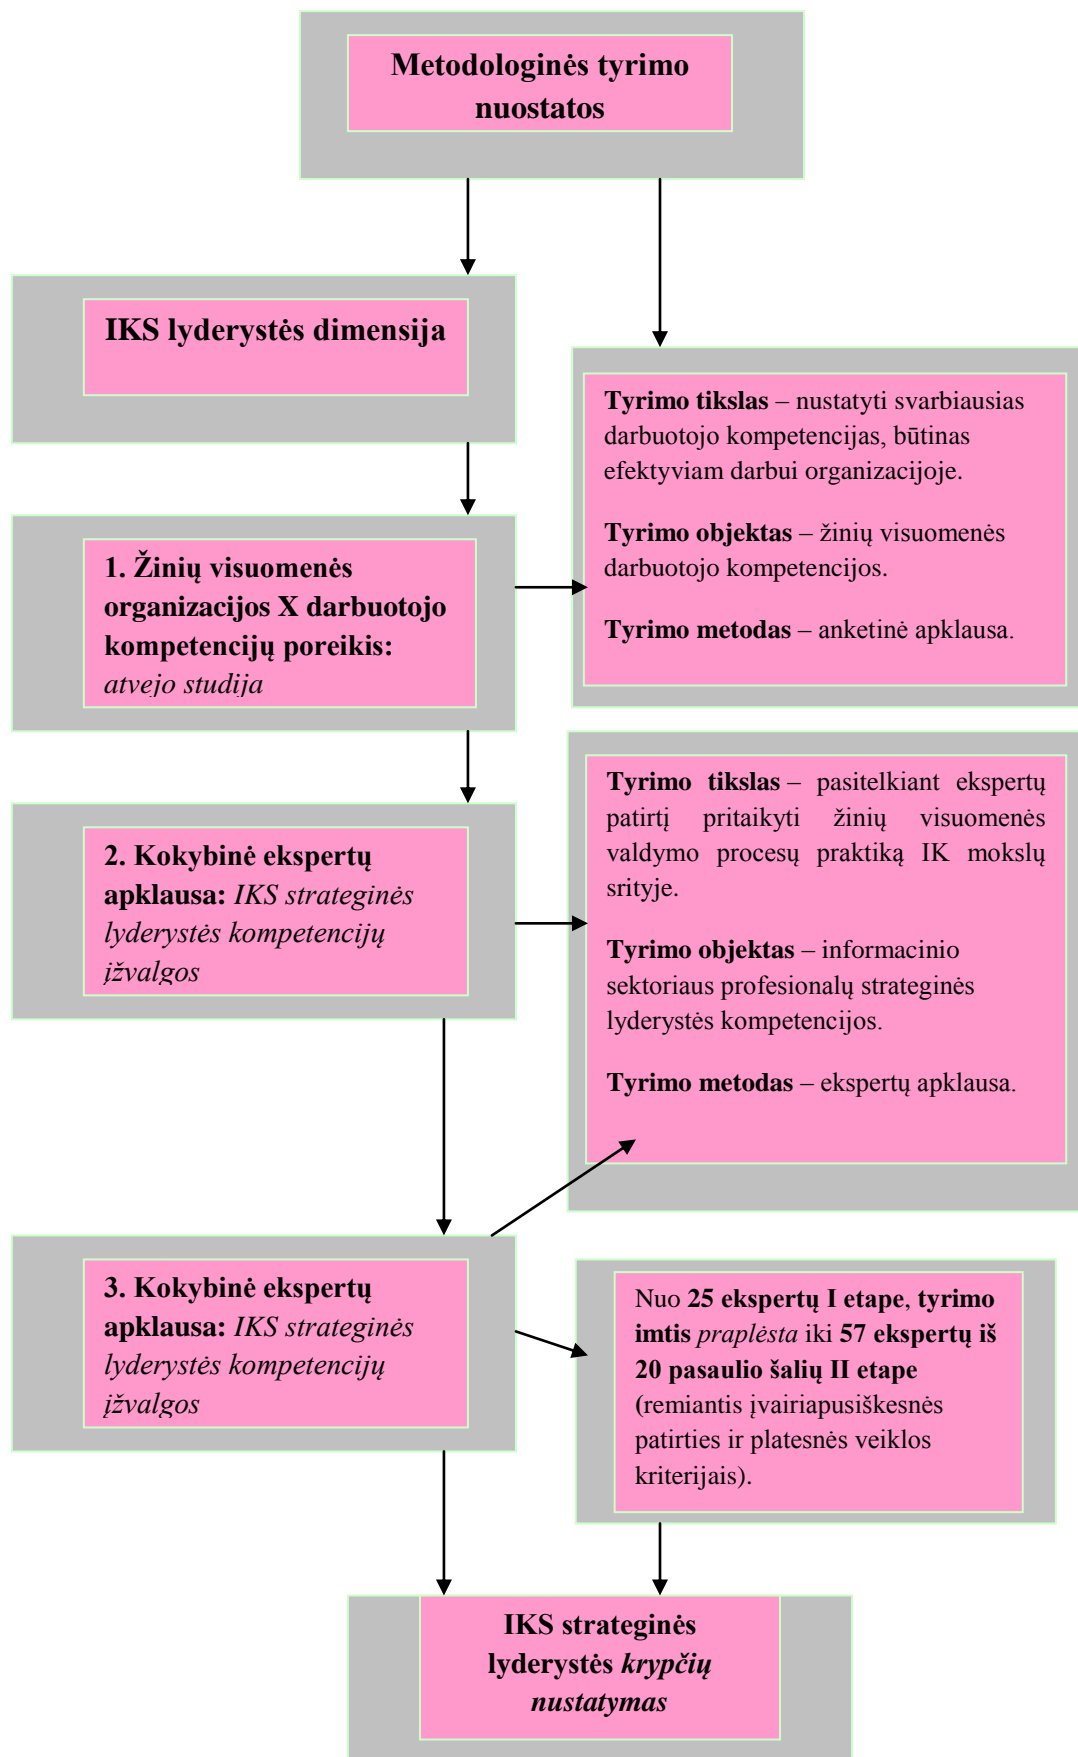 Metodologinės tyrimo
nuostatos
IKS lyderystės dimensija
Tyrimo tikslas – nustatyti svarbiausias
darbuotojo kompetencijas, būtinas
efektyviam darbui organizacijoje.
Tyrimo objektas – žinių visuomenės
darbuotojo kompetencijos.
Tyrimo metodas – anketinė apklausa.
1. Žinių visuomenės
organizacijos X darbuotojo
kompetencijų poreikis:
atvejo studija
Tyrimo tikslas – pasitelkiant ekspertų
patirtį pritaikyti žinių visuomenės
valdymo procesų praktiką IK mokslų
srityje.
Tyrimo objektas – informacinio
sektoriaus profesionalų strateginės
lyderystės kompetencijos.
Tyrimo metodas – ekspertų apklausa.
2. Kokybinė ekspertų
apklausa: IKS strateginės
lyderystės kompetencijų
įžvalgos
3. Kokybinė ekspertų
apklausa: IKS strateginės
lyderystės kompetencijų
įžvalgos
Nuo 25 ekspertų I etape, tyrimo
imtis praplėsta iki 57 ekspertų iš
20 pasaulio šalių II etape
(remiantis įvairiapusiškesnės
patirties ir platesnės veiklos
kriterijais).
IKS strateginės
lyderystės krypčių
nustatymas